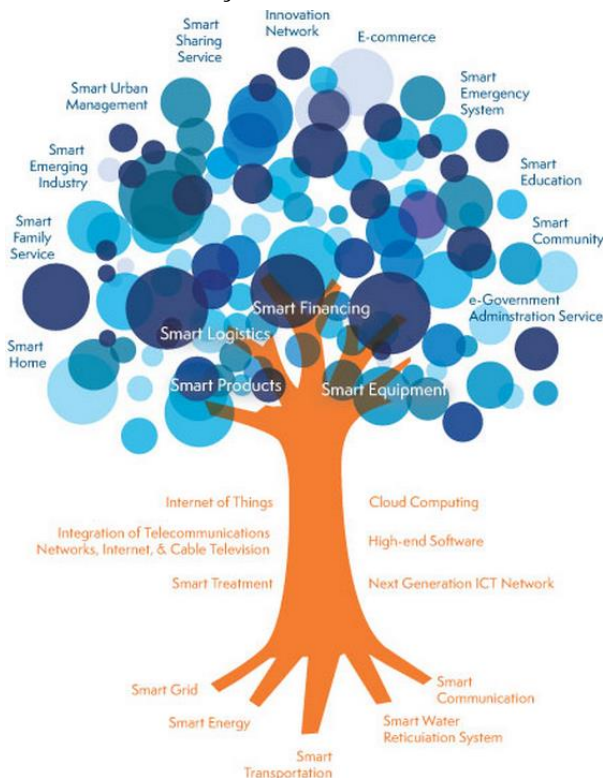 Smart
Sharing
Service
Innovation
Network
E-commerce
Smart Urban
Management
Smart
Emergency
System
Smart
Emerging
Industry
Smart
Education
Smart
Family
Service
Smart
Community
Smart Financing
e-Government
Adminstration Service
Smart Logistics
Smart
Home
Smart Products
Smart Equipment
Internet of Things
Cloud Computing
Integration of Telecommunications
Networks, Internet, & Cable Television
High-end Software
Smart Treatment
Next Generation ICT Network
Smart Grid
Smart
Communication
Smart Energy
Smart Water
Reticuiation System
Smart
Transportation